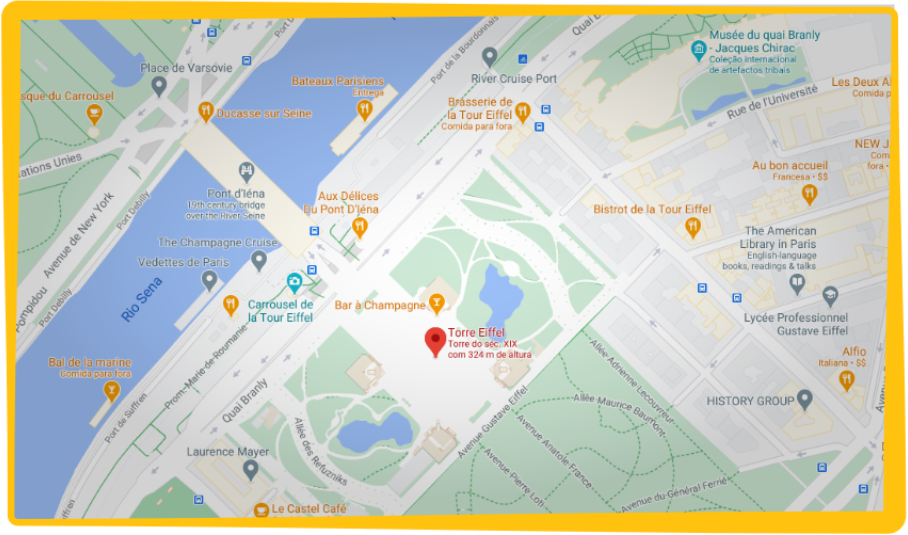 Quai Branly
Port de la Bourdonnais
Musée du quai Branly
- Jacques Chirac
Coleção internacional
de artefactos tribais
Place de Varsovie
River Cruise Port
Bateaux Parisiens
Entrega
Les Deux A
Comida p
sque du Carrousel
Ducasse sur Seine
Brasserie de
la Tour Eiffel
Comida para fora
Rue de l'Université
NEW J
Com
fora
ations Unies
Au bon accueil
Francesa • $$
Pont d'Iéna
19th century bridge
over the River Seine
Port Debilly
Avenue de New York
Aux Délices
Du Pont D'Iéna
Bistrot de la Tour Eiffel
The Champagne Cruise
The American
Library in Paris
English-language
books, readings & talks
Vedettes de Paris
Pompidou
Port Debilly
Rio Sena
Carrousel de
la Tour Eiffel
Bar à Champagne
Lycée Professionnel
Gustave Eiffel
Torre Eiffel
Torre do séc. XIX
com 324 m de altura
Bal de la marine
Comida para fora
Prom. Marie de Roumanie
Allée Adrienne Lecouvreur
Alfio
Italiana • $$
Port de Suffren
Quai Branly
Allée des Refuzniks
Avenue Gustave Eiffel
Allée Maurice Baumont
HISTORY GROUP
Avenu
Laurence Mayer
Avenue Anatole France
Avenue Pierre Loti
Avenue du Général Ferrié
Le Castel Café
ffren